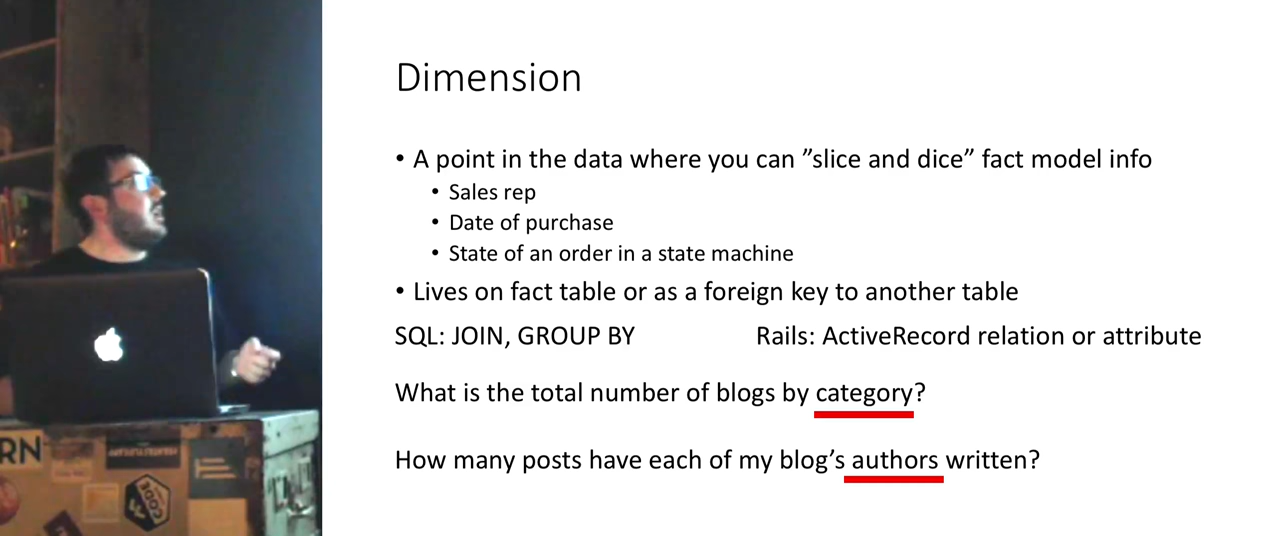 Dimension
• A point in the data where you can ”slice and dice” fact model info
• Sales rep
• Date of purchase
• State of an order in a state machine
• Lives on fact table or as a foreign key to another table
SQL: JOIN, GROUP BY Rails: ActiveRecord relation or attribute
What is the total number of blogs by category?
How many posts have each of my blog’s authors written?
RN
CODE